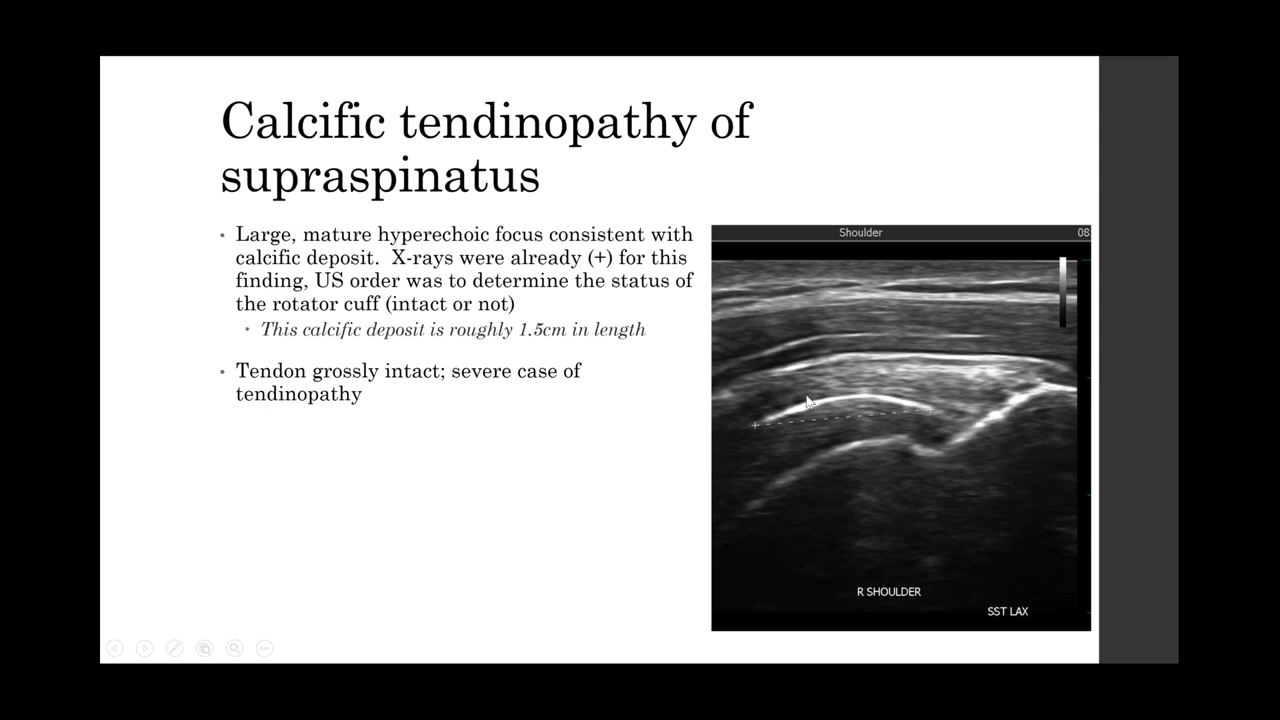 Calcific tendinopathy of
supraspinatus
• Large, mature hyperechoic focus consistent with
calcific deposit.  X-rays were already (+) for this
finding, US order was to determine the status of
the rotator cuff (intact or not)
• This calcific deposit is roughly 1.5cm in length
• Tendon grossly intact; severe case of
tendinopathy
Shoulder 08
R SHOULDER
SST LAX